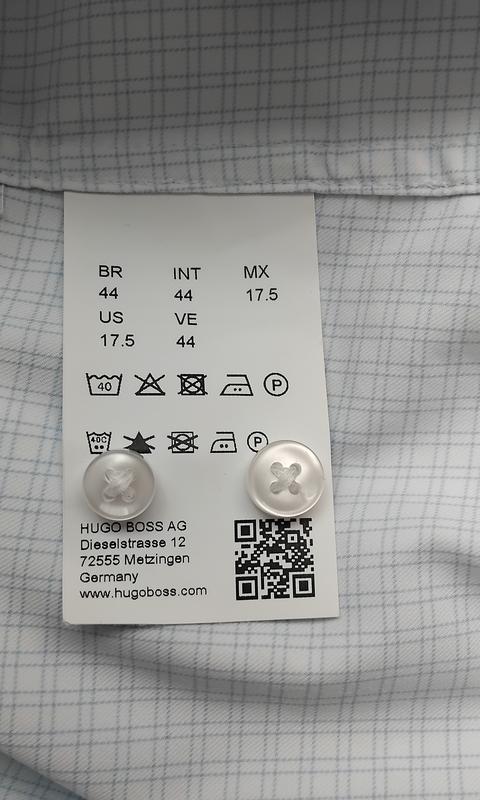 BR INT MX
44 44 17.5
US VE
17.5 44
40 P
40C P
HUGO BOSS AG
Dieselstrasse 12
72555 Metzingen
Germany
www.hugoboss.com